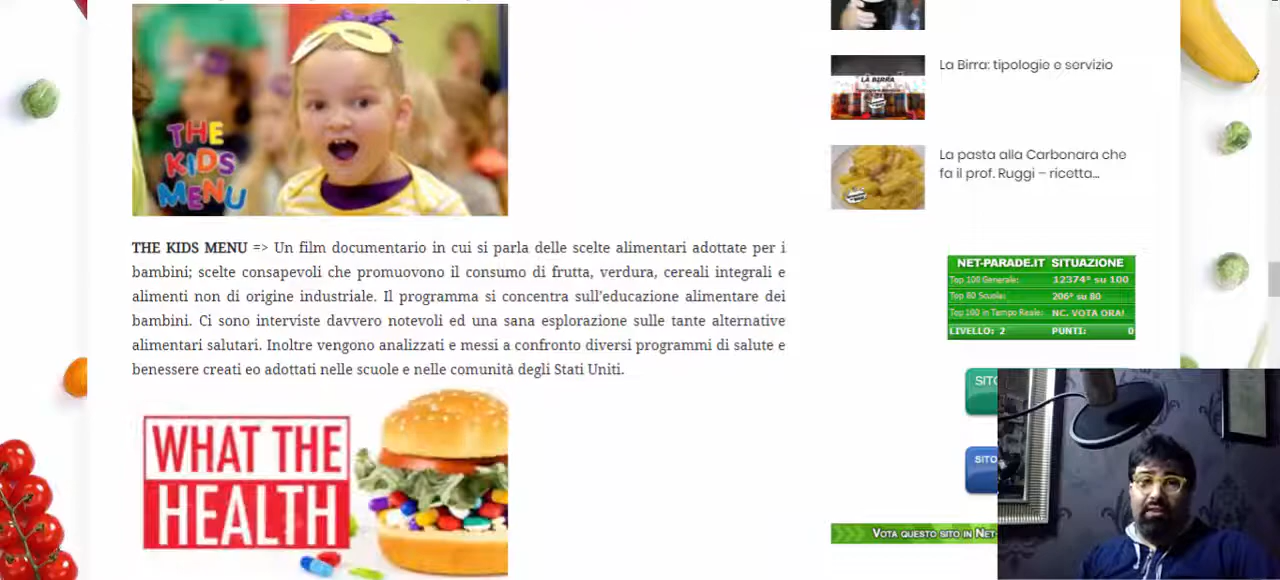 THE
KIDS
MENU
THE KIDS MENU => Un film documentario in cui si parla delle scelte alimentari adottate per i
bambini; scelte consapevoli che promuovono il consumo di frutta, verdura, cereali integrali e
alimenti non di origine industriale. Il programma si concentra sull'educazione alimentare dei
bambini. Ci sono interviste davvero notevoli ed una sana esplorazione sulle tante alternative
alimentari salutari. Inoltre vengono analizzati e messi a confronto diversi programmi di salute e
benessere creati eo adottati nelle scuole e nelle comunità degli Stati Uniti.
WHAT THE
HEALTH
LA BIRRA
La Birra: tipologie e servizio
La pasta alla Carbonara che
fa il prof. Ruggi – ricetta...
NET-PARADE.IT SITUAZIONE
Top 100 Generale: 12374° su 100
Top 80 Scuole: 206° su 80
Top 100 in Tempo Reale: NC. VOTA ORA!
LIVELLO: 2 PUNTI: 0
SITO
SITO
VOTA QUESTO SITO IN NET-